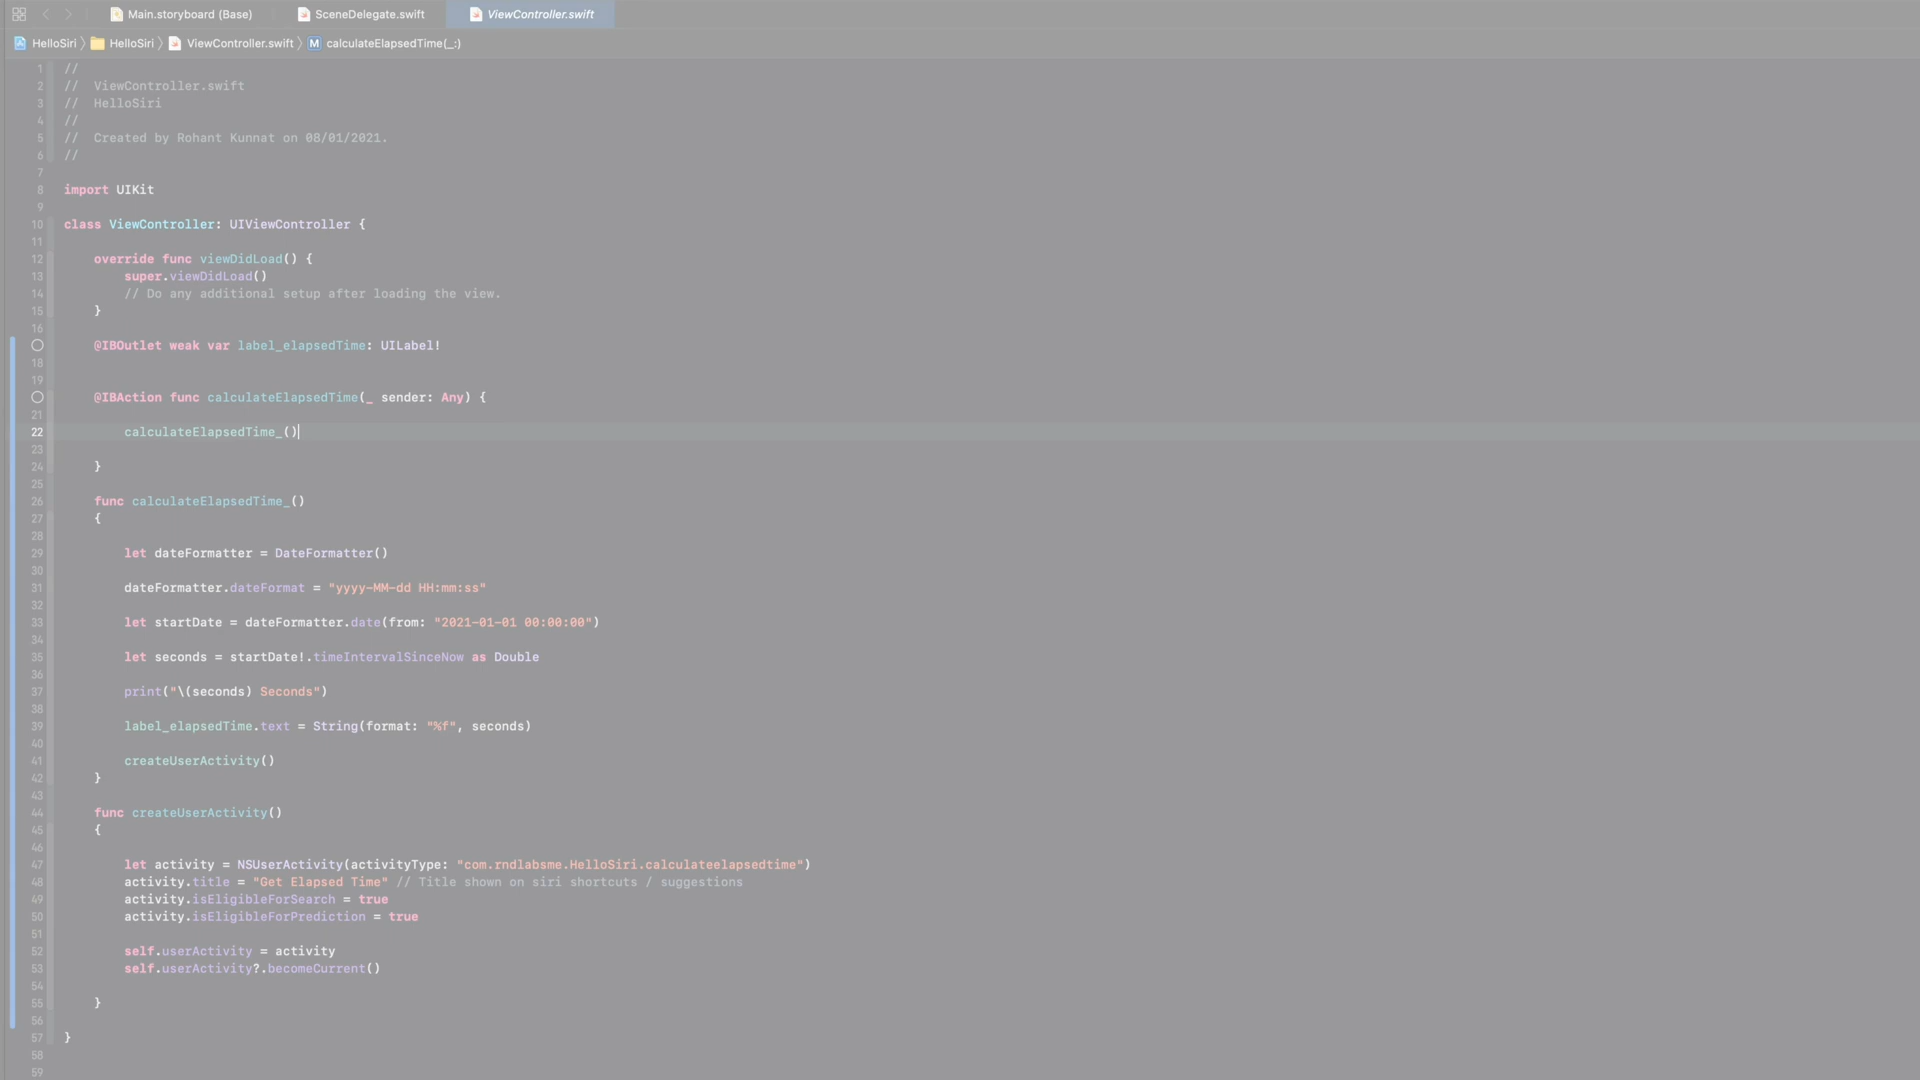 Main.storyboard (Base) SceneDelegate.swift ViewController.swift
HelloSiri HelloSiri ViewController.swift M calculateElapsedTime(_:)
1 //
2 //  ViewController.swift
3 //  HelloSiri
4 //
5 //  Created by Rohant Kunnat on 08/01/2021.
6 //
7
8 import UIKit
9
10 class ViewController: UIViewController {
11
12     override func viewDidLoad() {
13         super.viewDidLoad()
14         // Do any additional setup after loading the view.
15     }
16
@IBOutlet weak var label_elapsedTime: UILabel!
18
19
@IBAction func calculateElapsedTime(_ sender: Any) {
21
22         calculateElapsedTime_()
23
24     }
25
26     func calculateElapsedTime_()
27     {
28
29         let dateFormatter = DateFormatter()
30
31         dateFormatter.dateFormat = "yyyy-MM-dd HH:mm:ss"
32
33         let startDate = dateFormatter.date(from: "2021-01-01 00:00:00")
34
35         let seconds = startDate!.timeIntervalSinceNow as Double
36
37         print("\(seconds) Seconds")
38
39         label_elapsedTime.text = String(format: "%f", seconds)
40
41         createUserActivity()
42     }
43
44     func createUserActivity()
45     {
46
47         let activity = NSUserActivity(activityType: "com.rndlabsme.HelloSiri.calculateelapsedtime")
48         activity.title = "Get Elapsed Time" // Title shown on siri shortcuts / suggestions
49         activity.isEligibleForSearch = true
50         activity.isEligibleForPrediction = true
51
52         self.userActivity = activity
53         self.userActivity?.becomeCurrent()
54
55     }
56
57 }
58
59